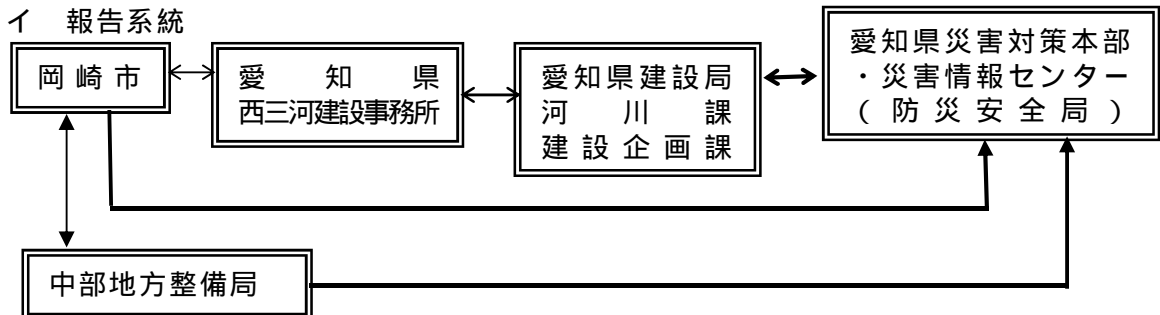 イ 報告系統
岡崎市
愛知県
西三河建設事務所
愛知県建設局
河川課
建設企画課
愛知県災害対策本部
・災害情報センター
(防災安全局)
中部地方整備局